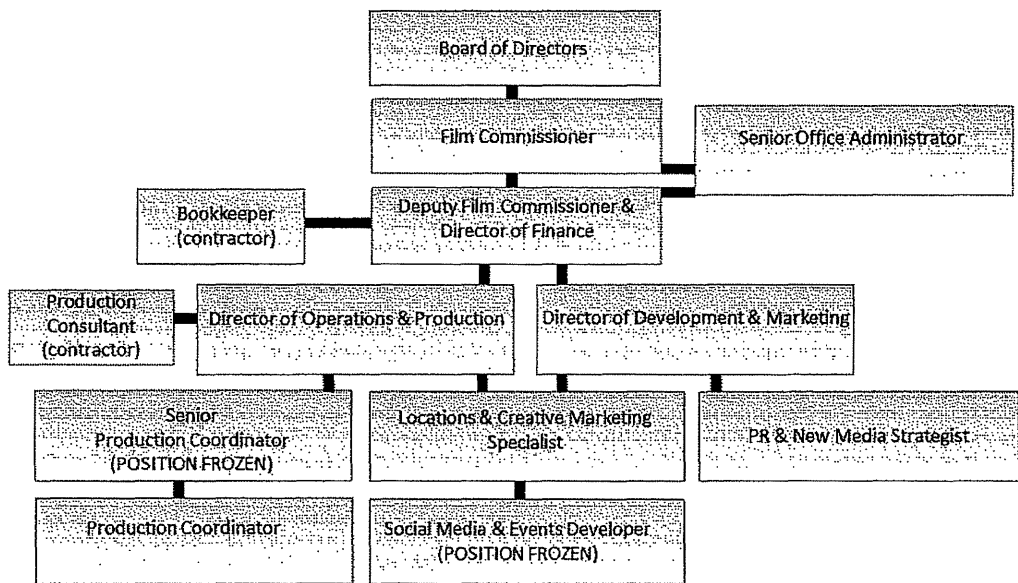 Board of Directors
Film Commissioner
Senior Office Administrator
Bookkeeper
(contractor)
Deputy Film Commissioner &
Director of Finance
Production
Consultant
(contractor)
Director of Operations & Production
Director of Development & Marketing
Senior
Production Coordinator
(POSITION FROZEN)
Locations & Creative Marketing
Specialist
PR & New Media Strategist
Production Coordinator
Social Media & Events Developer
(POSITION FROZEN)